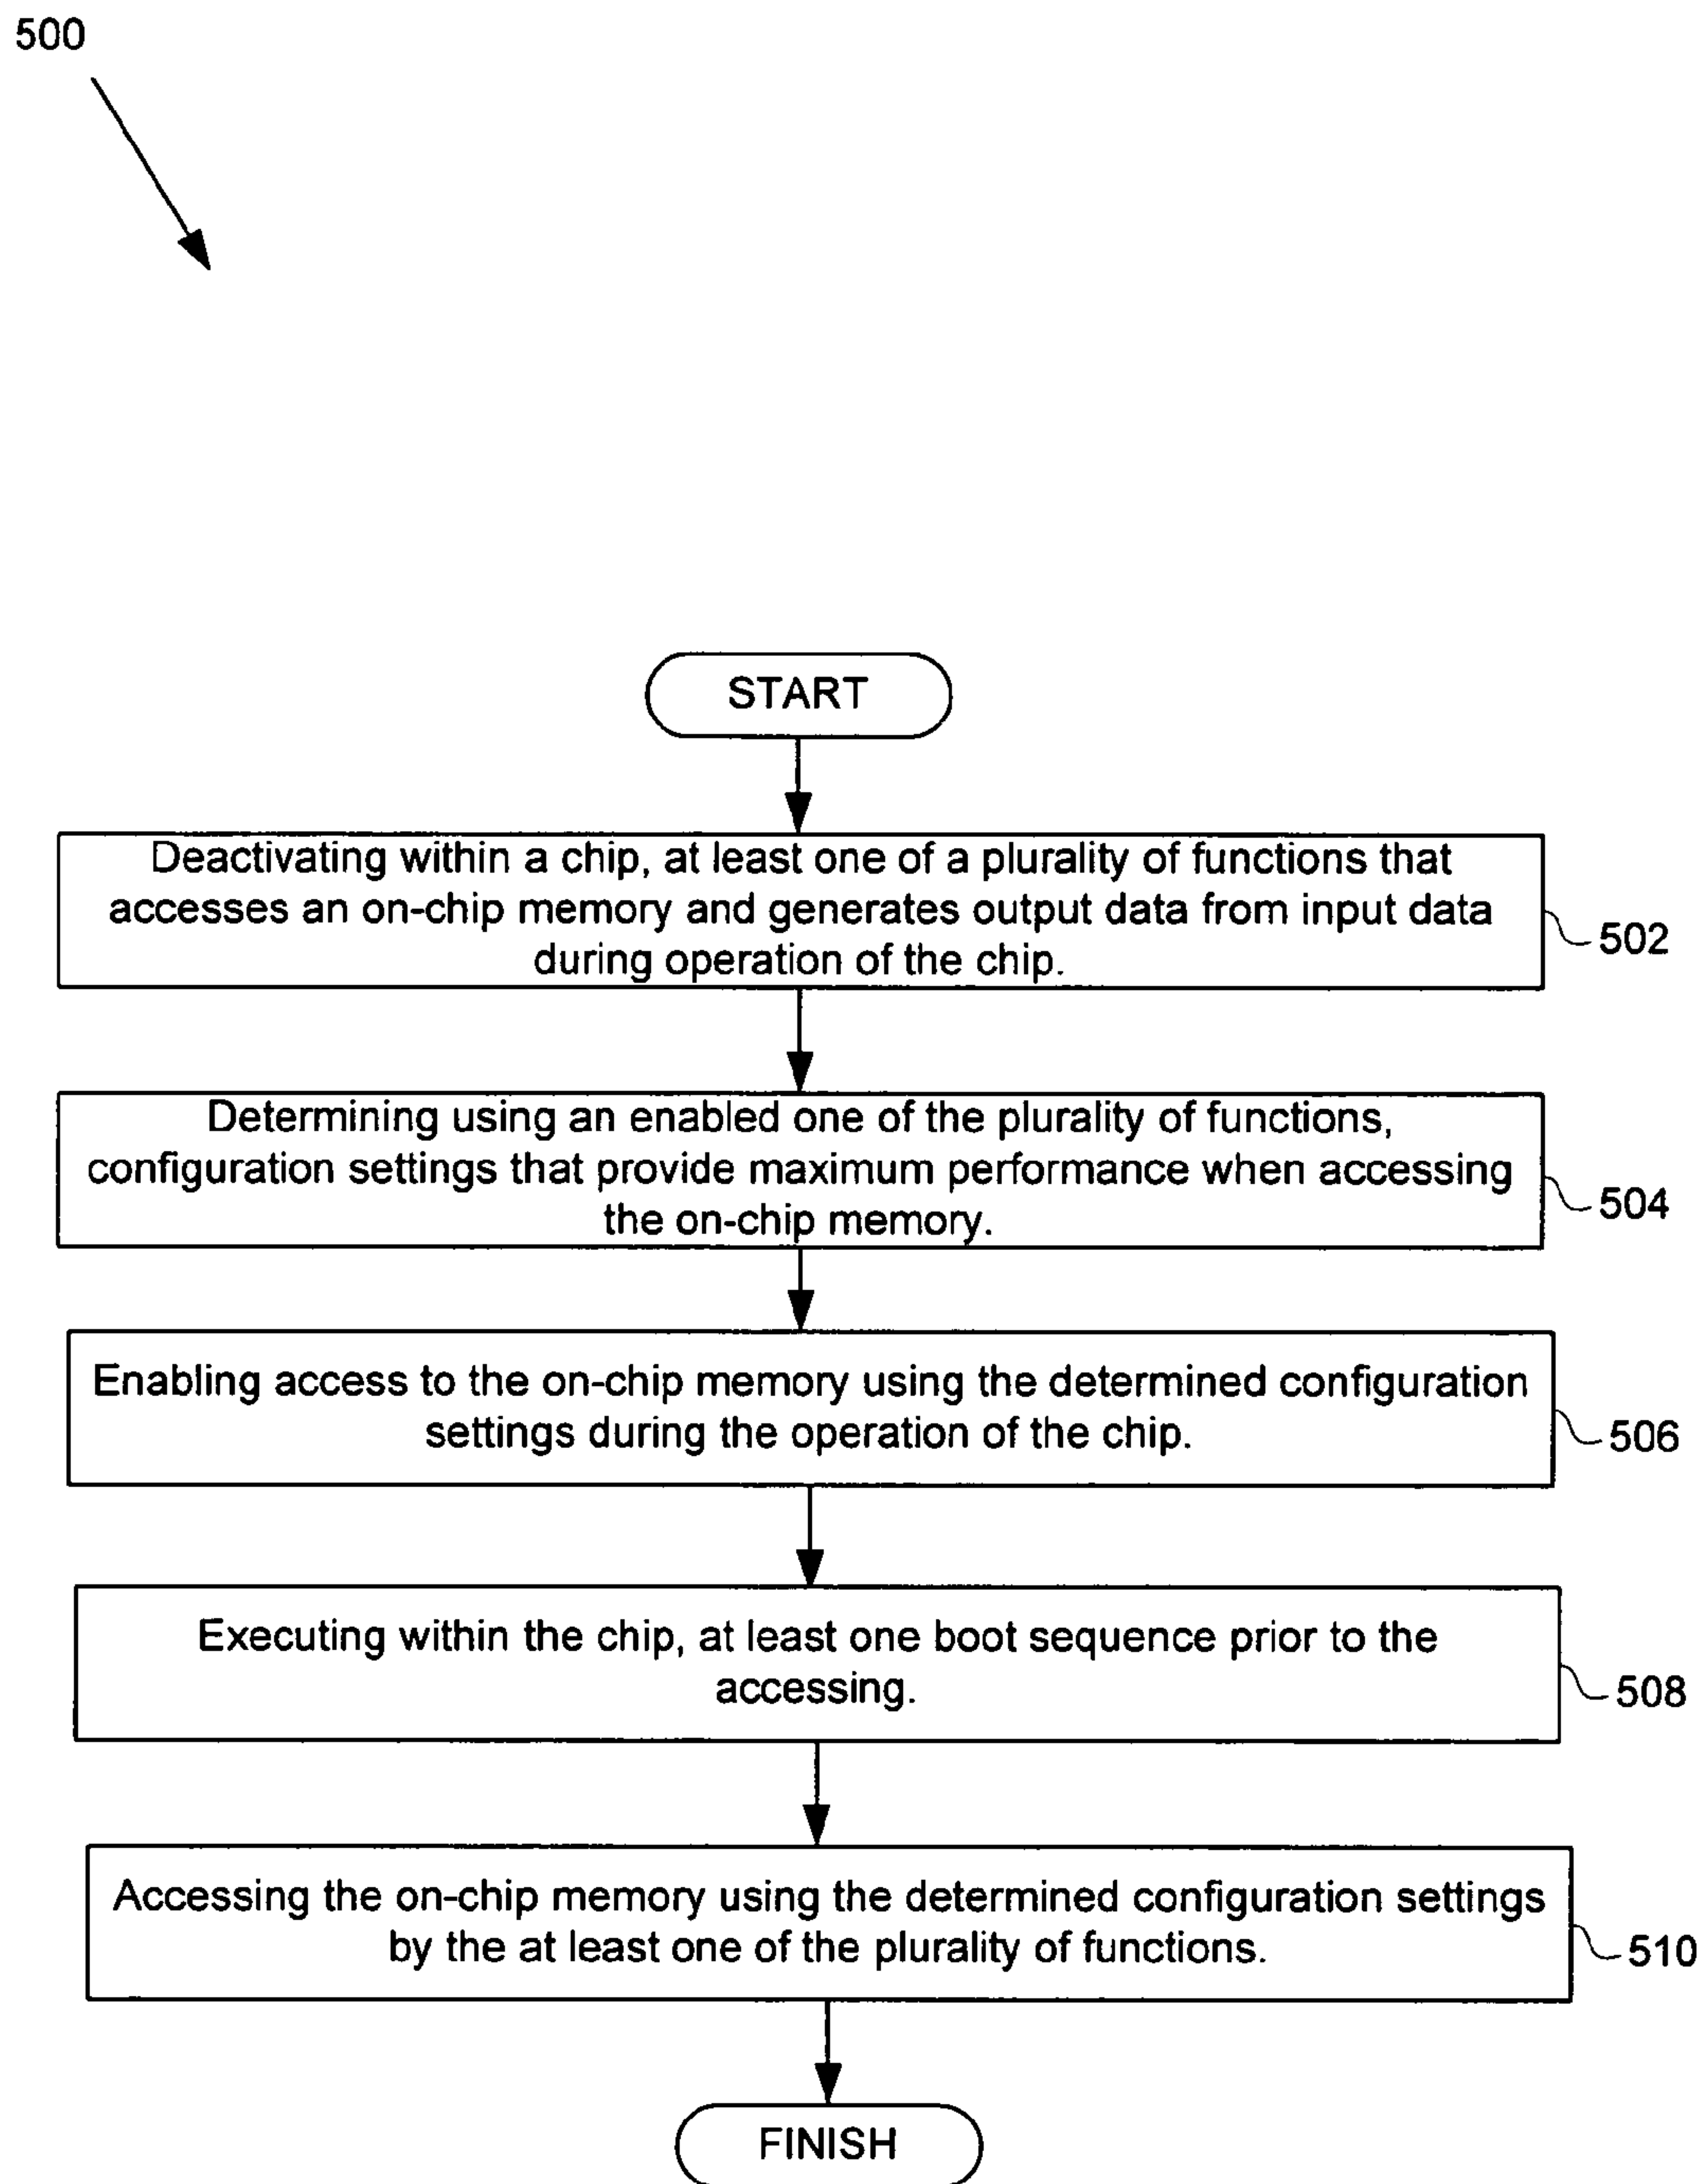 500
START
Deactivating within a chip, at least one of a plurality of functions that
accesses an on-chip memory and generates output data from input data
during operation of the chip.
502
Determining using an enabled one of the plurality of functions,
configuration settings that provide maximum performance when accessing
the on-chip memory.
504
Enabling access to the on-chip memory using the determined configuration
settings during the operation of the chip.
506
Executing within the chip, at least one boot sequence prior to the
accessing.
508
Accessing the on-chip memory using the determined configuration settings
by the at least one of the plurality of functions.
510
FINISH